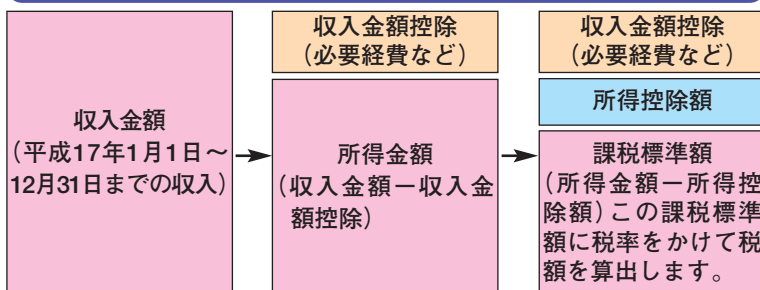 収入金額
(平成17年1月1日～
12月31日までの収入)
収入金額控除
(必要経費など)
所得金額
(収入金額－収入金
額控除)
収入金額控除
(必要経費など)
所得控除額
課税標準額
(所得金額－所得控
除額)この課税標準
額に税率をかけて税
額を算出します。